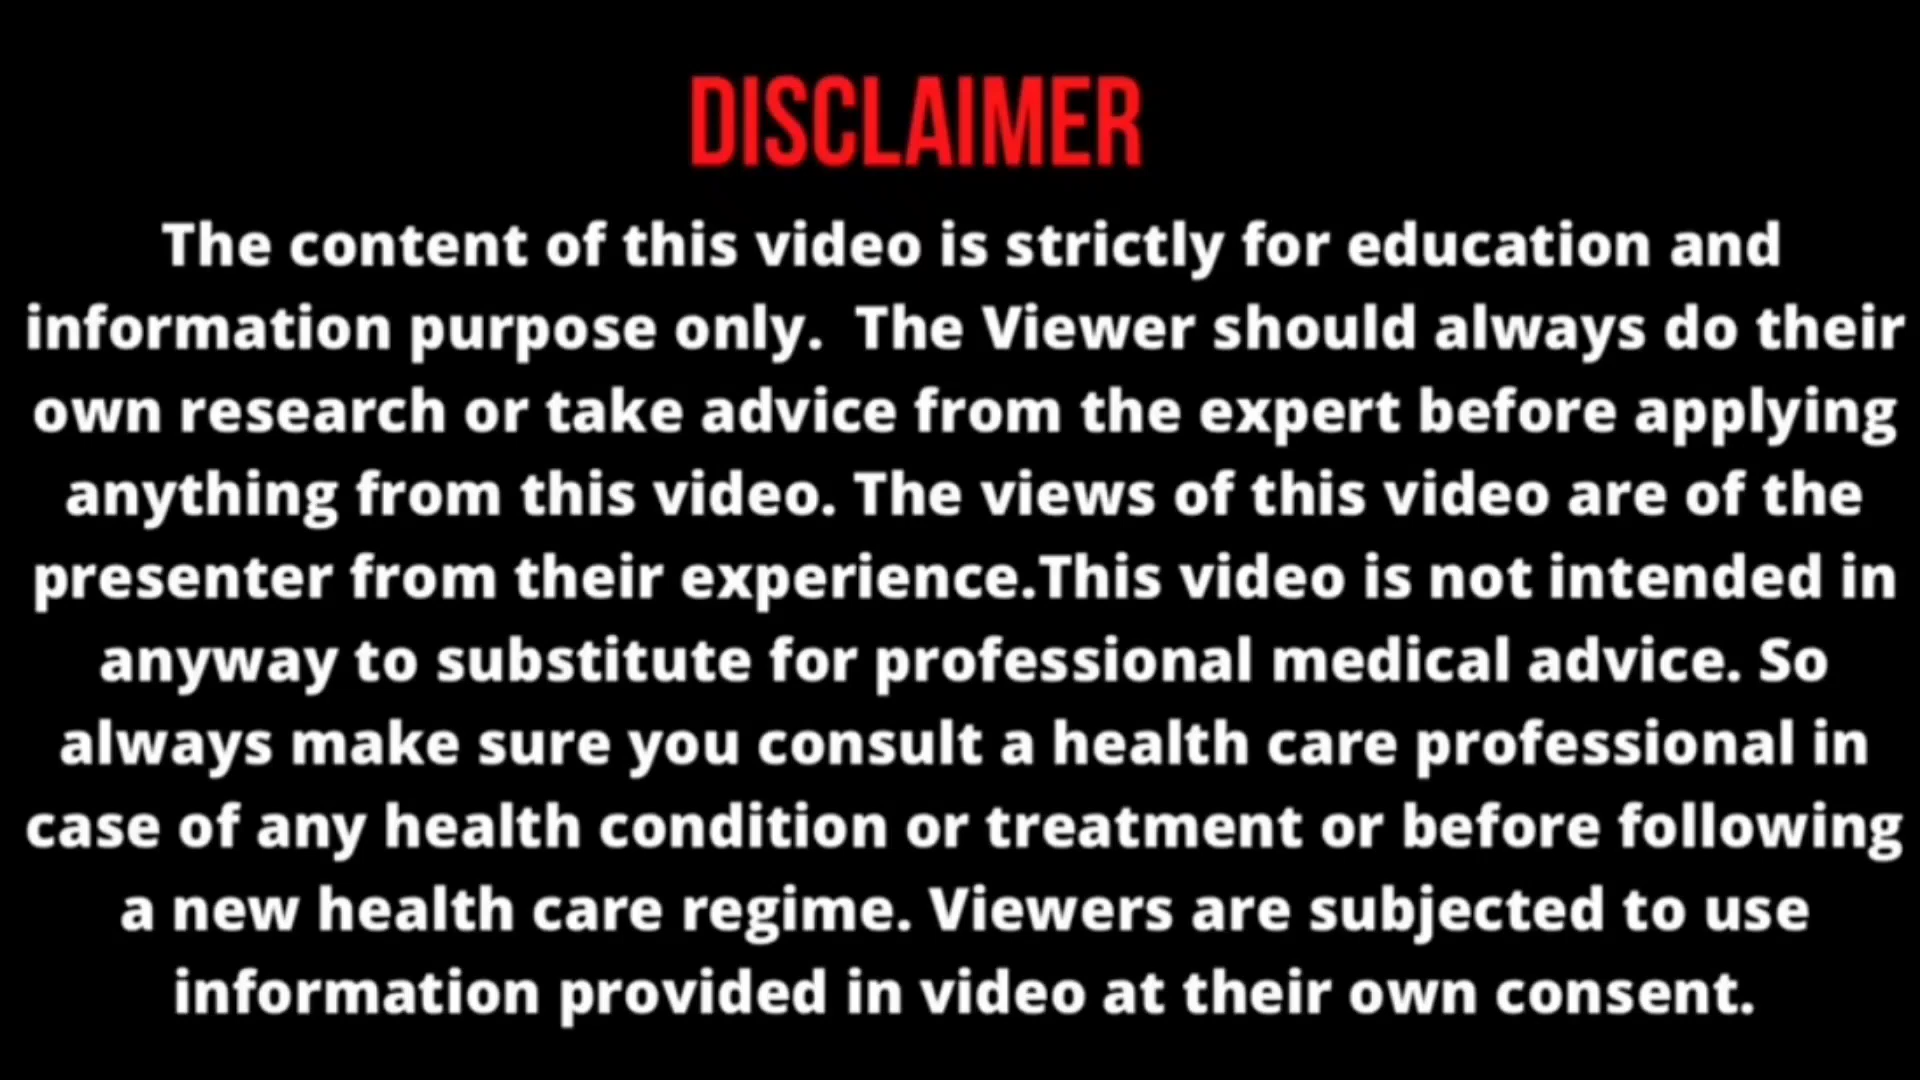 DISCLAIMER
The content of this video is strictly for education and
information purpose only.  The Viewer should always do their
own research or take advice from the expert before applying
anything from this video. The views of this video are of the
presenter from their experience.This video is not intended in
anyway to substitute for professional medical advice. So
always make sure you consult a health care professional in
case of any health condition or treatment or before following
a new health care regime. Viewers are subjected to use
information provided in video at their own consent.